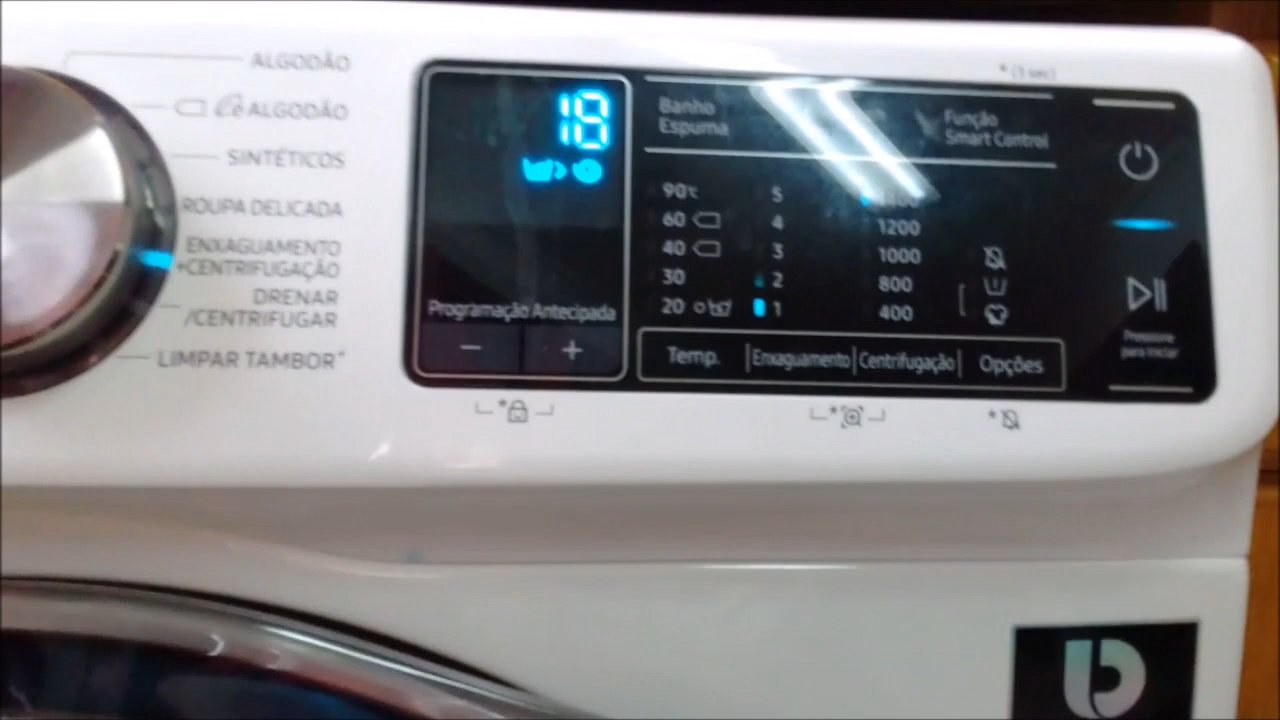 ALGODÃO
ALGODÃO
SINTÉTICOS
ROUPA DELICADA
ENXAGUAMENTO
+CENTRIFUGAÇÃO
DRENAR
/CENTRIFUGAR
LIMPAR TAMBOR*
18
Programação Antecipada
− +
* (3 sec)
Banho
Espuma
Função
Smart Control
90°C 5
60 4 1200
40 3 1000
30 2 800
20 1 400
Temp. Enxaguamento Centrifugação Opções
Pressione
para iniciar